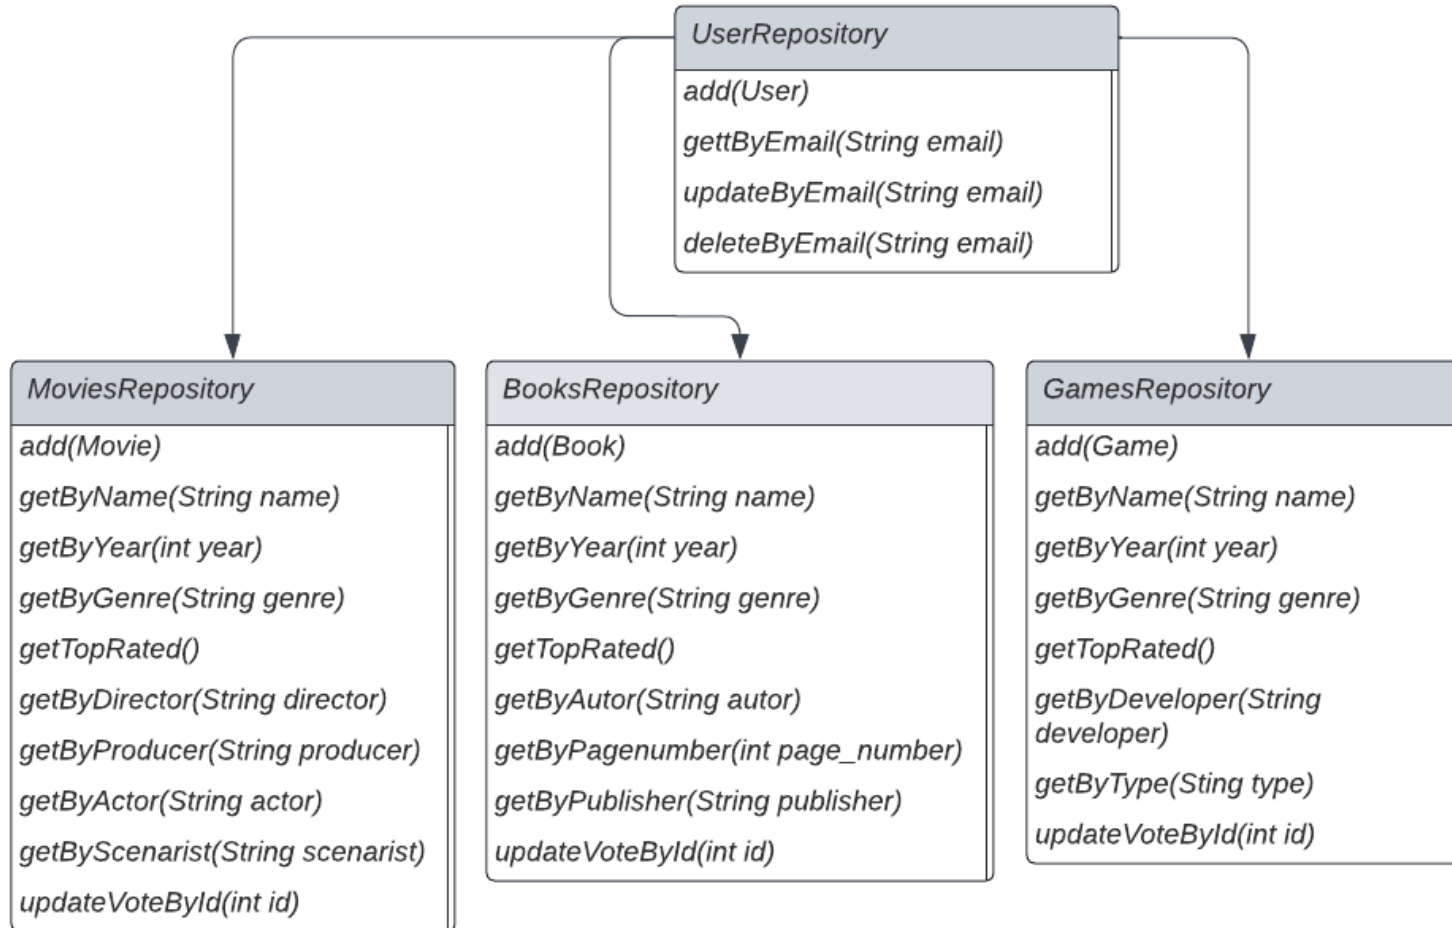 UserRepository
add(User)
gettByEmail(String email)
updateByEmail(String email)
deleteByEmail(String email)
MoviesRepository
add(Movie)
getByName(String name)
getByYear(int year)
getByGenre(String genre)
getTopRated()
getByDirector(String director)
getByProducer(String producer)
getByActor(String actor)
getByScenarist(String scenarist)
updateVoteById(int id)
BooksRepository
add(Book)
getByName(String name)
getByYear(int year)
getByGenre(String genre)
getTopRated()
getByAutor(String autor)
getByPagenumber(int page_number)
getByPublisher(String publisher)
updateVoteById(int id)
GamesRepository
add(Game)
getByName(String name)
getByYear(int year)
getByGenre(String genre)
getTopRated()
getByDeveloper(String
developer)
getByType(Sting type)
updateVoteById(int id)